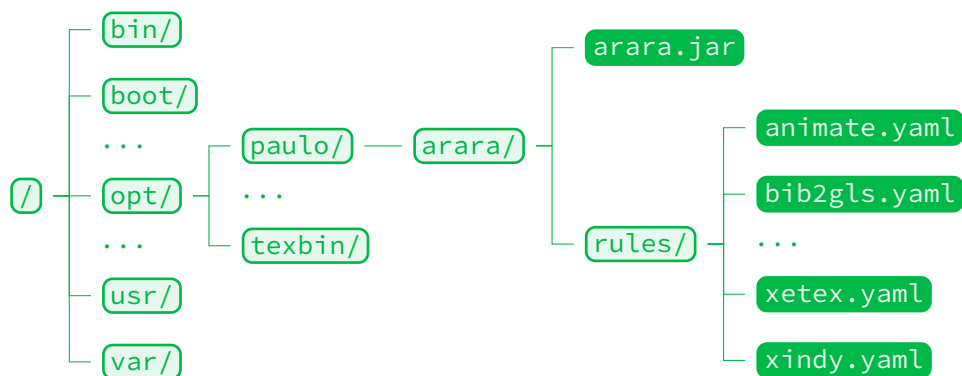 /
bin/
boot/
...
opt/
...
usr/
var/
paulo/
...
texbin/
arara/
arara.jar
rules/
animate.yaml
bib2gls.yaml
...
xetex.yaml
xindy.yaml